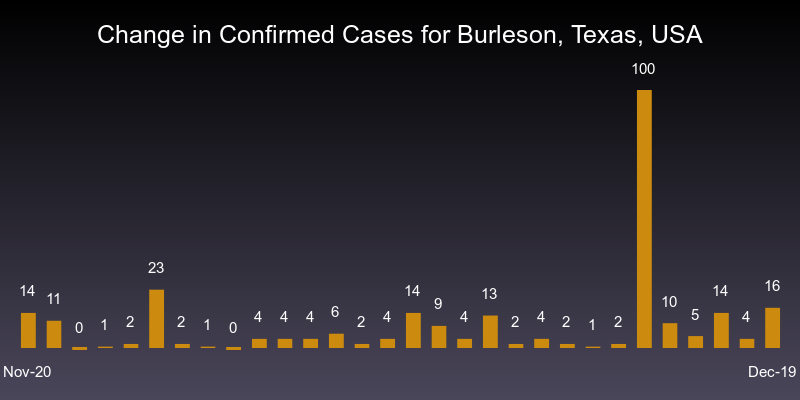 Change in Confirmed Cases for Burleson, Texas, USA
100
23
14 11 0 1 2 2 1 0 4 4 4 6 2 4 14 9 4 13 2 4 2 1 2 10 5 14 4 16
Nov-20 Dec-19